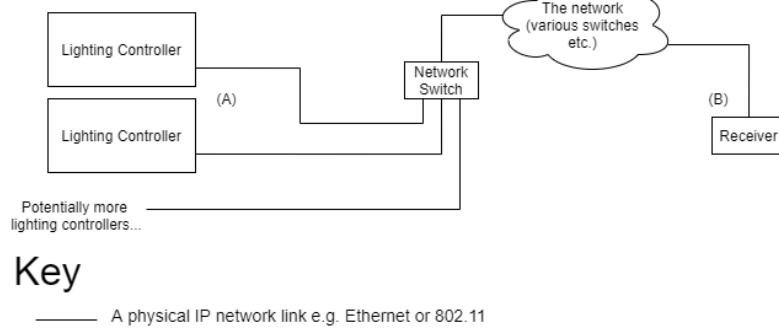 The network
(various switches
etc.)
Lighting Controller
Network
Switch
(A)
(B)
Lighting Controller
Receiver
Potentially more
lighting controllers...
Key
A physical IP network link e.g. Ethernet or 802.11